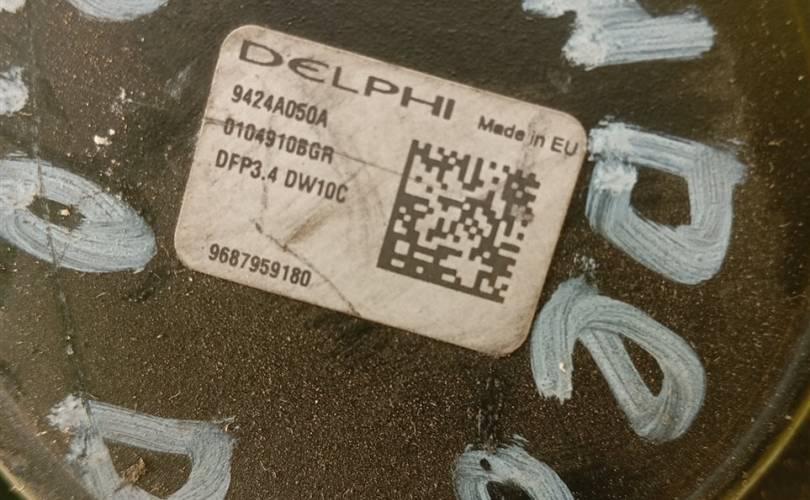 DELPHI
Made in EU
9424A050A
0104910BGR
DFP3.4 DW10C
9687959180